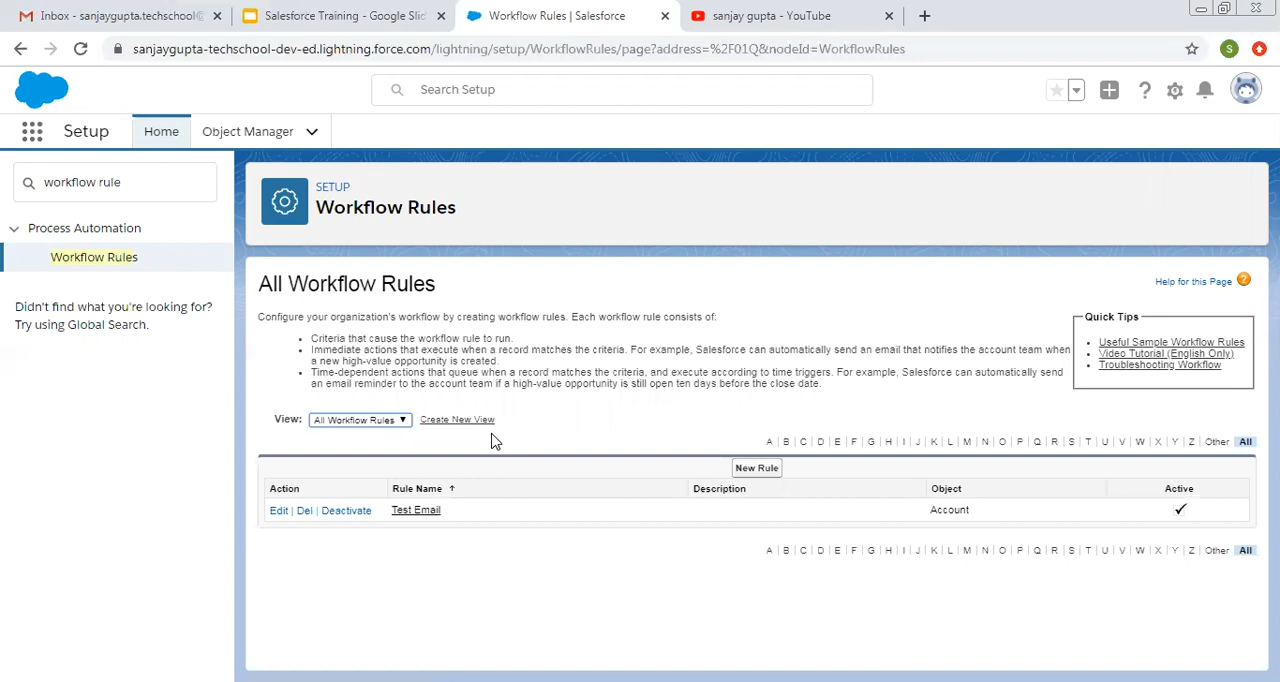 Inbox - sanjaygupta.techschool@
Salesforce Training - Google Slid
Workflow Rules | Salesforce
sanjay gupta - YouTube
sanjaygupta-techschool-dev-ed.lightning.force.com/lightning/setup/WorkflowRules/page?address=%2F01Q&nodeId=WorkflowRules
S
Search Setup
Setup
Home
Object Manager
workflow rule
Process Automation
Workflow Rules
Didn't find what you're looking for?
Try using Global Search.
SETUP
Workflow Rules
All Workflow Rules
Help for this Page ?
Configure your organization's workflow by creating workflow rules. Each workflow rule consists of:
• Criteria that cause the workflow rule to run.
• Immediate actions that execute when a record matches the criteria. For example, Salesforce can automatically send an email that notifies the account team when
a new high-value opportunity is created.
• Time-dependent actions that queue when a record matches the criteria, and execute according to time triggers. For example, Salesforce can automatically send
an email reminder to the account team if a high-value opportunity is still open ten days before the close date.
Quick Tips
• Useful Sample Workflow Rules
• Video Tutorial (English Only)
• Troubleshooting Workflow
View: All Workflow Rules ▼ Create New View
A | B | C | D | E | F | G | H | I | J | K | L | M | N | O | P | Q | R | S | T | U | V | W | X | Y | Z | Other All
New Rule
Action Rule Name ↑ Description Object Active
Edit | Del | Deactivate Test Email Account ✓
A | B | C | D | E | F | G | H | I | J | K | L | M | N | O | P | Q | R | S | T | U | V | W | X | Y | Z | Other All